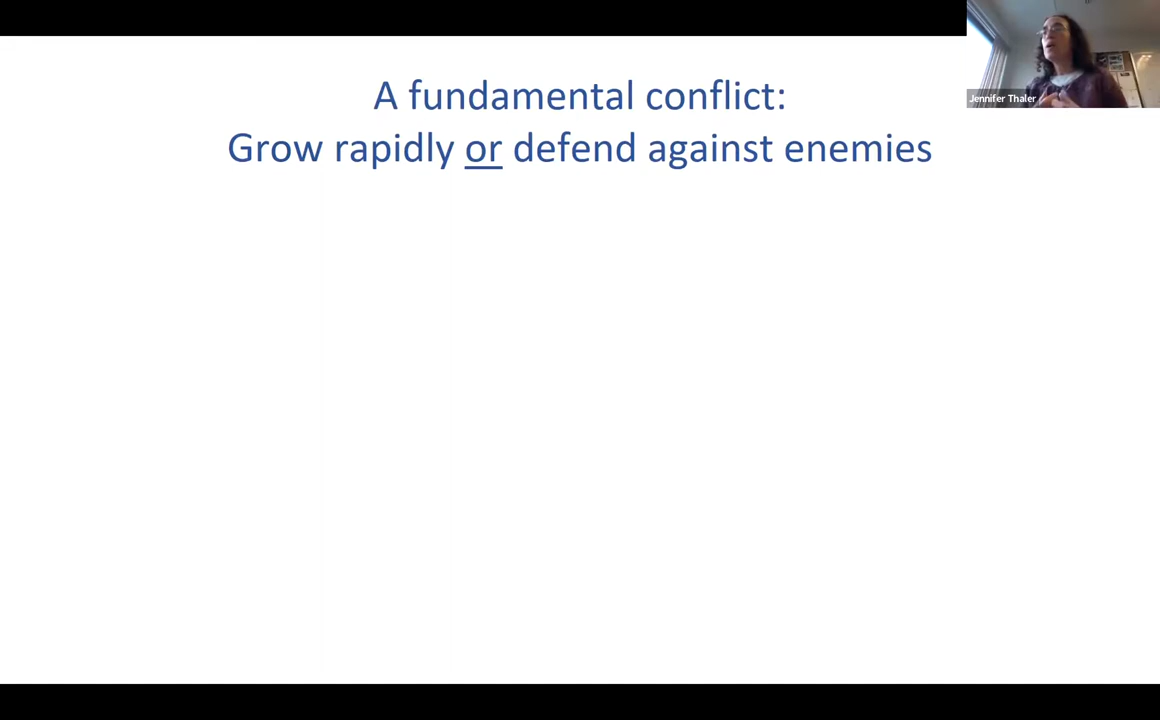 A fundamental conflict:
Grow rapidly or defend against enemies
Jennifer Thaler